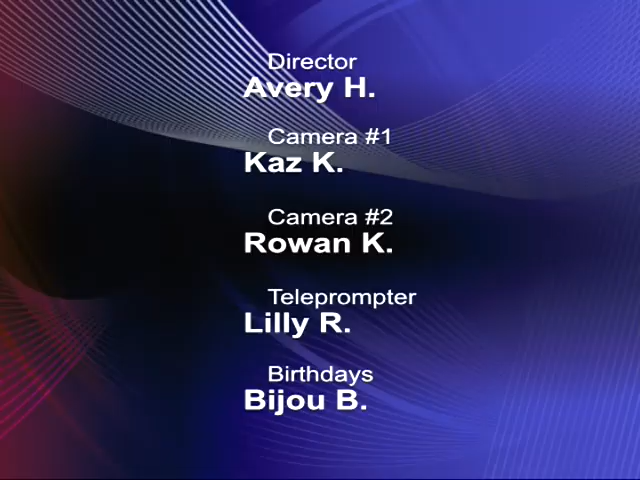 Director
Avery H.
Camera #1
Kaz K.
Camera #2
Rowan K.
Teleprompter
Lilly R.
Birthdays
Bijou B.